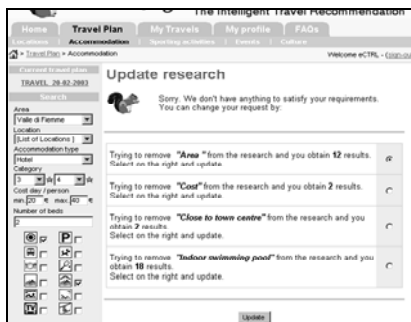 The Intelligent Travel Recommendation
Home Travel Plan My Travels My profile FAQs
Locations Accommodation Sporting activities Events Culture
> Travel Plan > Accommodation Welcome eCTRL - (sign-ou
Current travel plan
TRAVEL_20-02-2003
Search
Area
Valle di Fiemme
Location
[List of Locations ]
Accommodation type
Hotel
Category
3 4
Cost day / person
min. 20 € max. 40 €
Number of beds:
2
P
TV
Update research
Sorry. We don't have anything to satisfy your requirements.
You can change your request by:
Trying to remove "Area " from the research and you obtain 12 results.
Select on the right and update.
Trying to remove "Cost" from the research and you obtain 2 results.
Select on the right and update.
Trying to remove "Close to town centre" from the research and you
obtain 2 results.
Select on the right and update.
Trying to remove "Indoor swimming pool" from the research and you
obtain 18 results.
Select on the right and update.
Update